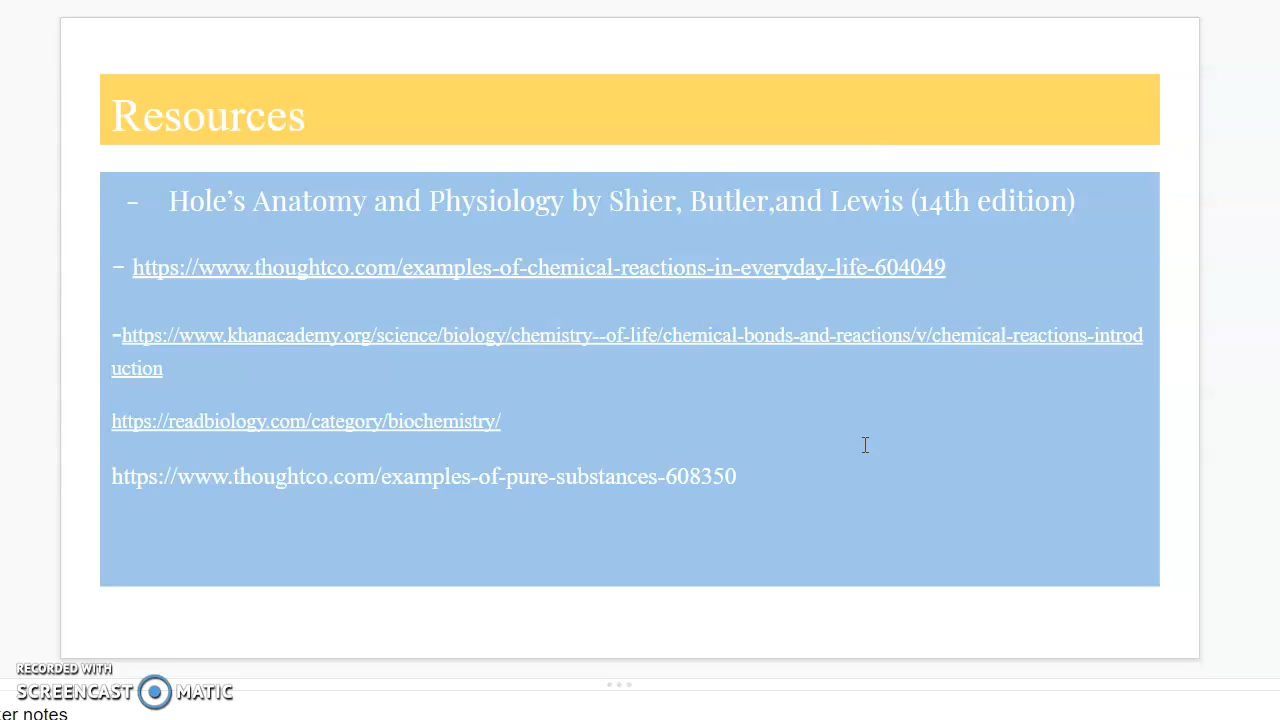 Resources
- Hole's Anatomy and Physiology by Shier, Butler,and Lewis (14th edition)
- https://www.thoughtco.com/examples-of-chemical-reactions-in-everyday-life-604049
-https://www.khanacademy.org/science/biology/chemistry--of-life/chemical-bonds-and-reactions/v/chemical-reactions-introd
uction
https://readbiology.com/category/biochemistry/
https://www.thoughtco.com/examples-of-pure-substances-608350
RECORDED WITH
SCREENCAST MATIC
ker notes